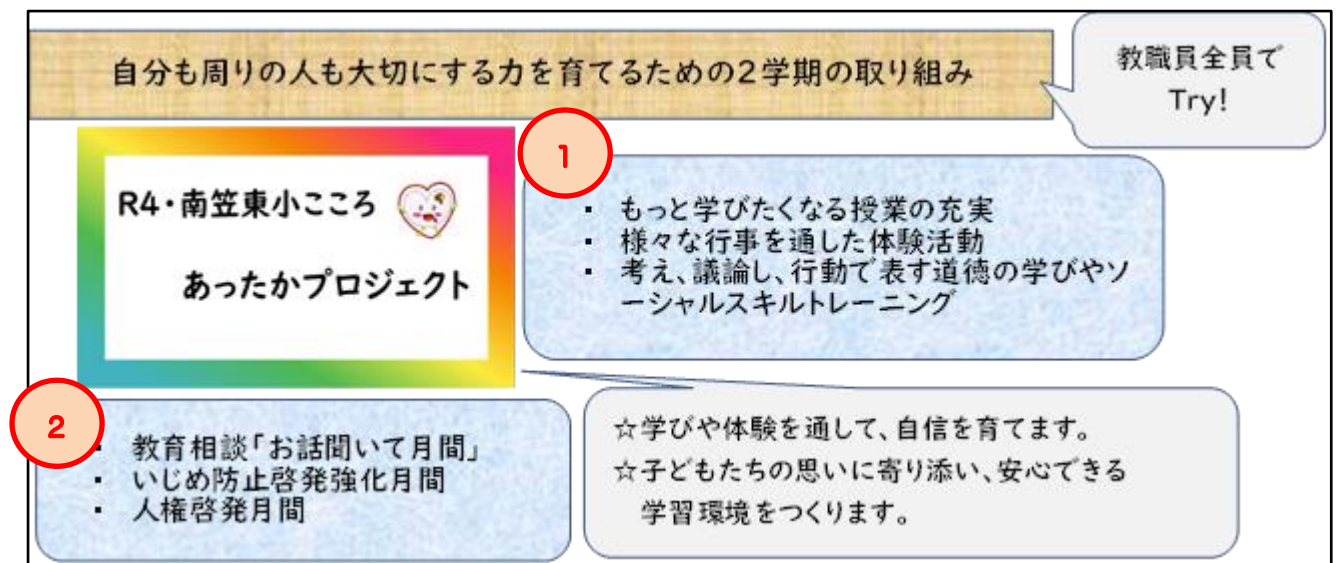 自分も周りの人も大切にする力を育てるための2学期の取り組み
教職員全員で
Try!
R4・南笠東小こころ
あったかプロジェクト
1
▪ もっと学びたくなる授業の充実
▪ 様々な行事を通した体験活動
▪ 考え、議論し、行動で表す道徳の学びやソ
ーシャルスキルトレーニング
2
▪ 教育相談「お話聞いて月間」
▪ いじめ防止啓発強化月間
▪ 人権啓発月間
☆学びや体験を通して、自信を育てます。
☆子どもたちの思いに寄り添い、安心できる
学習環境をつくります。